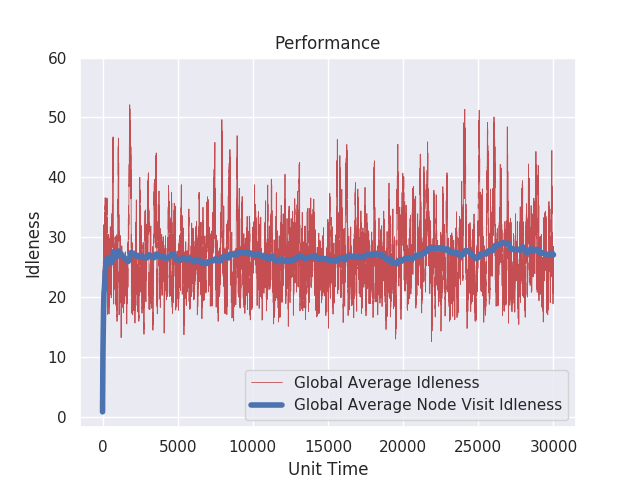 Performance
60
50
40
30
20
10
0
Idleness
0 5000 10000 15000 20000 25000 30000
Unit Time
Global Average Idleness
Global Average Node Visit Idleness